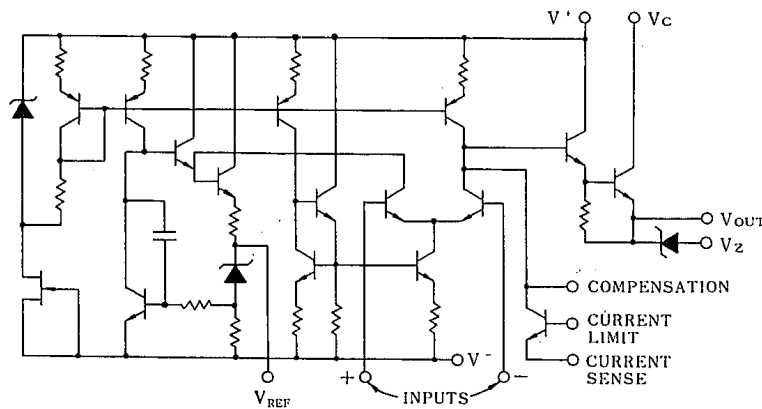 V+
VC
VOUT
VZ
COMPENSATION
CURRENT
LIMIT
V-
CURRENT
SENSE
VREF
+
INPUTS
-